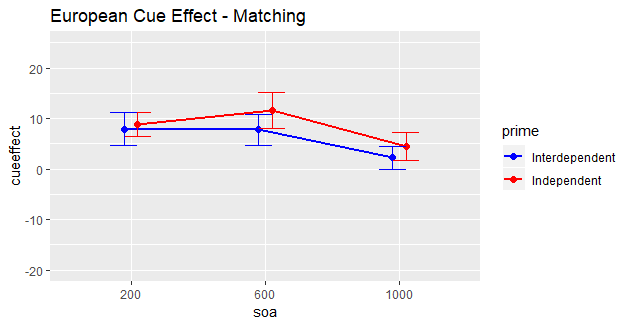 European Cue Effect - Matching
20
10
0
-10
-20
cueeffect
200
600
1000
soa
prime
Interdependent
Independent